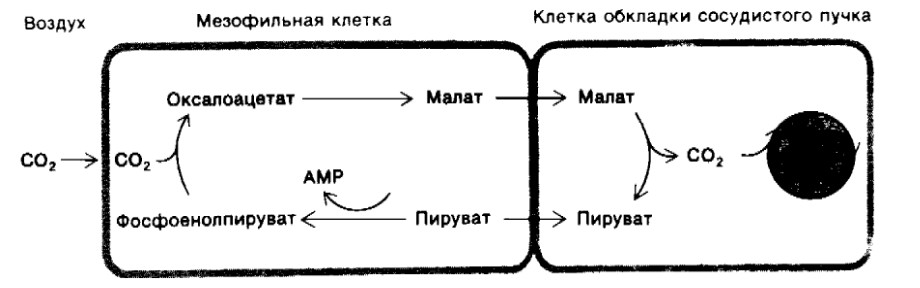 Воздух Мезофильная клетка Клетка обкладки сосудистого пучка
Оксалоацетат Малат Малат
CO₂ CO₂ CO₂
AMP
Фосфоенолпируват Пируват Пируват